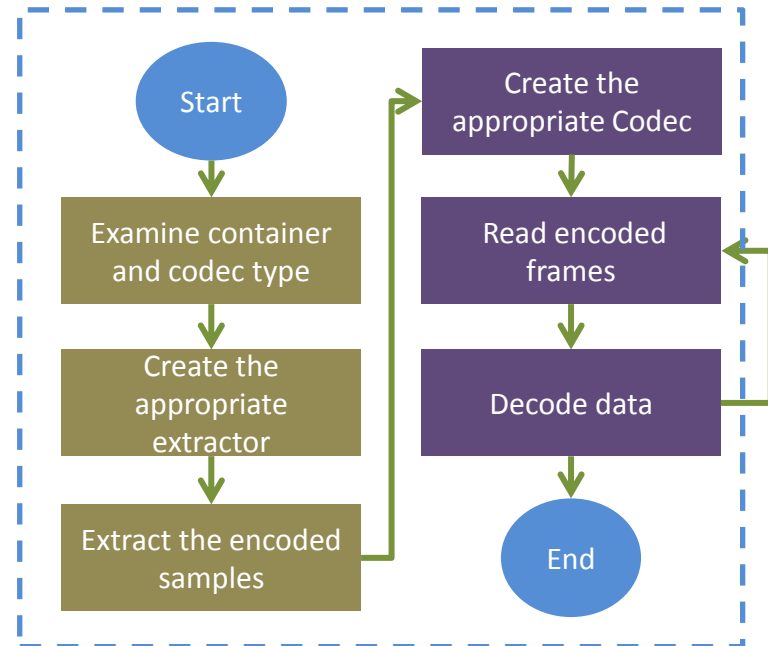 Start
Examine container
and codec type
Create the
appropriate
extractor
Extract the encoded
samples
Create the
appropriate Codec
Read encoded
frames
Decode data
End